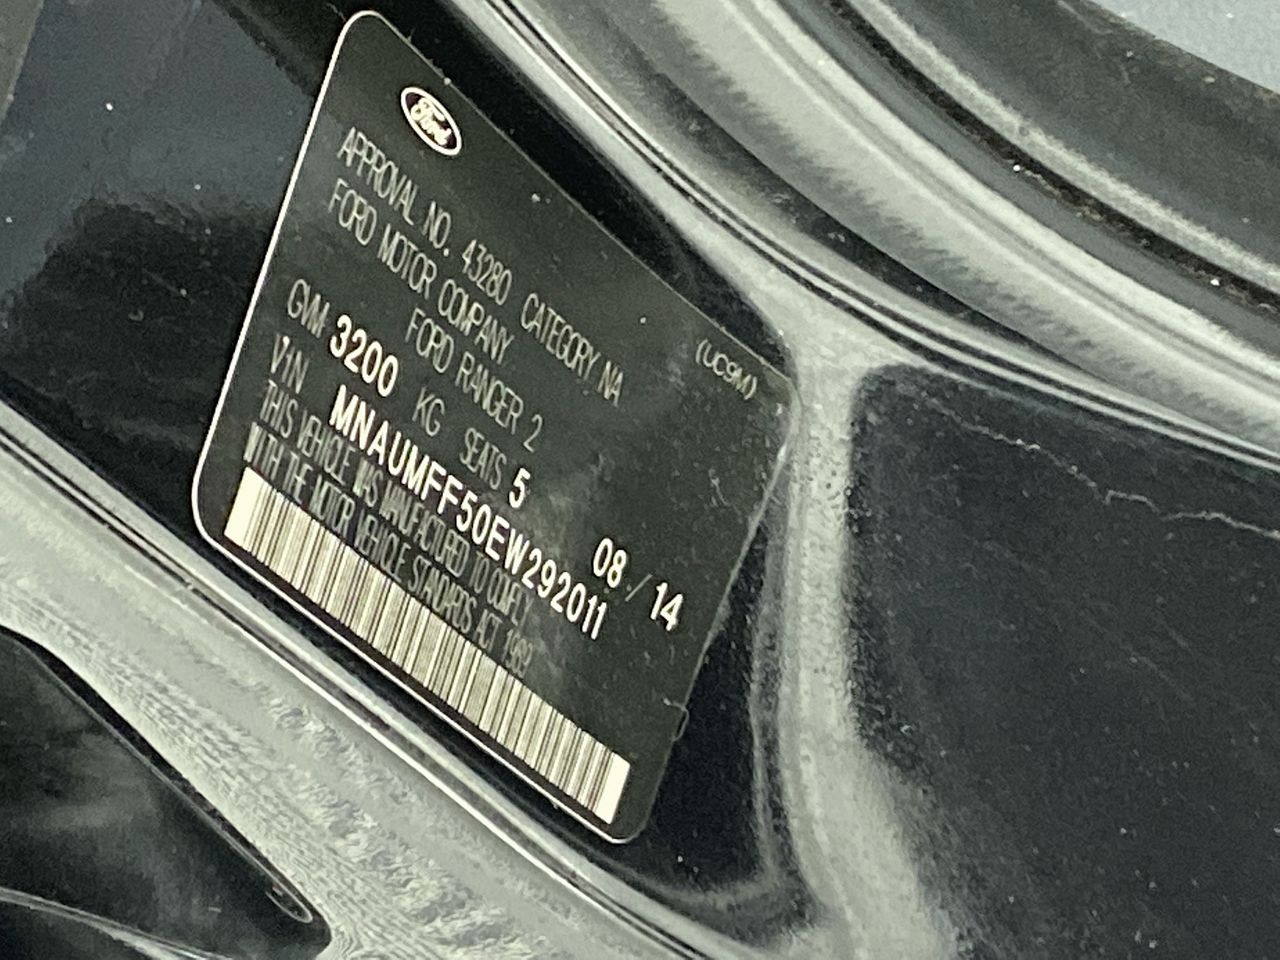 Ford
(UC9M)
APPROVAL NO. 43280 CATEGORY NA
FORD MOTOR COMPANY
FORD RANGER 2
08/14
GVM 3200 KG SEATS 5
VIN MNAUMFF50EW292011
THIS VEHICLE WAS MANUFACTURED TO COMPLY
WITH THE MOTOR VEHICLE STANDARDS ACT 1989